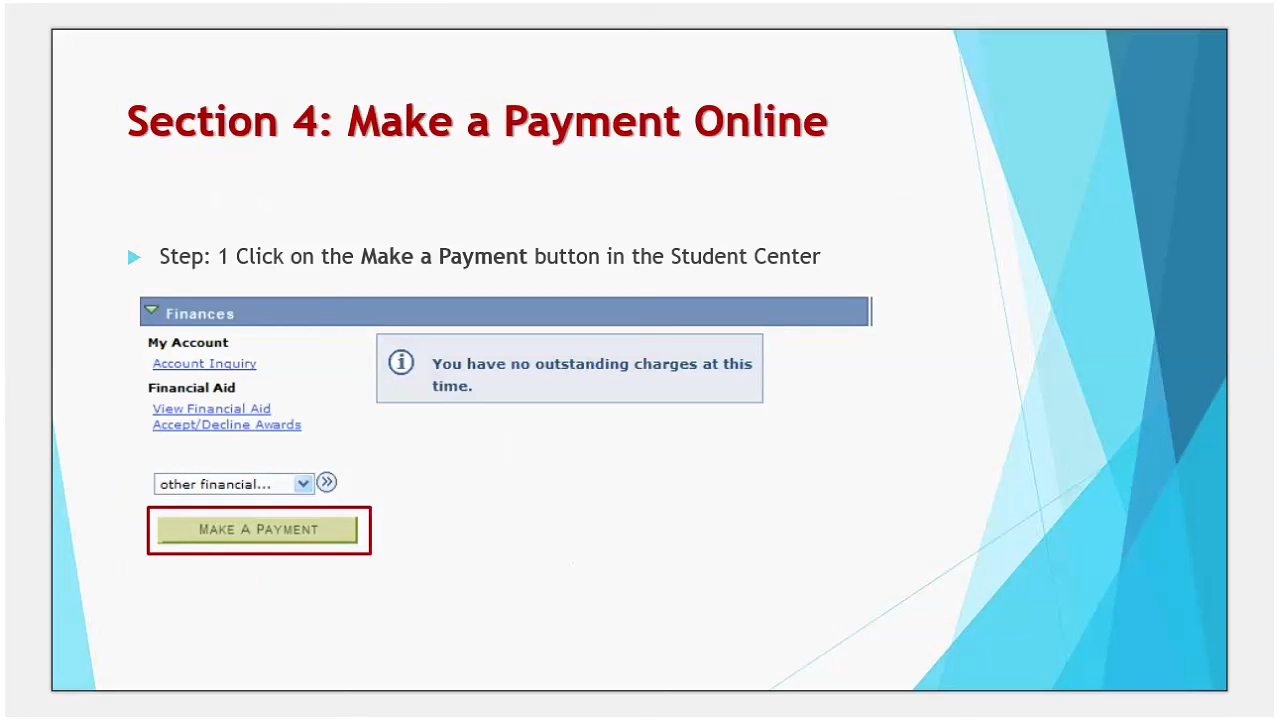 Section 4: Make a Payment Online
Step: 1 Click on the Make a Payment button in the Student Center
Finances
My Account
Account Inquiry
Financial Aid
View Financial Aid
Accept/Decline Awards
You have no outstanding charges at this
time.
other financial...
MAKE A PAYMENT